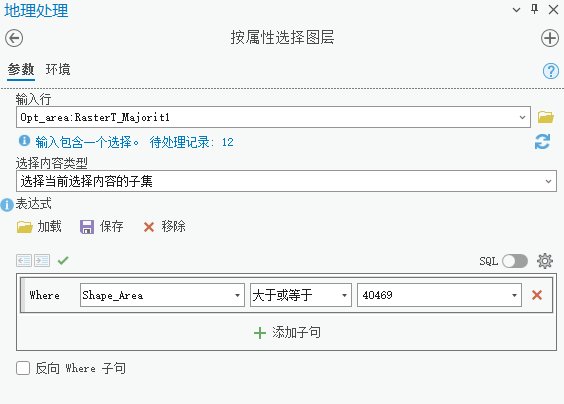 地理处理
按属性选择图层
参数 环境
输入行
Opt_area:RasterT_Majorit1
输入包含一个选择。 待处理记录: 12
选择内容类型
选择当前选择内容的子集
表达式
加载 保存 移除
SQL
Where Shape_Area 大于或等于 40469
添加子句
反向 Where 子句